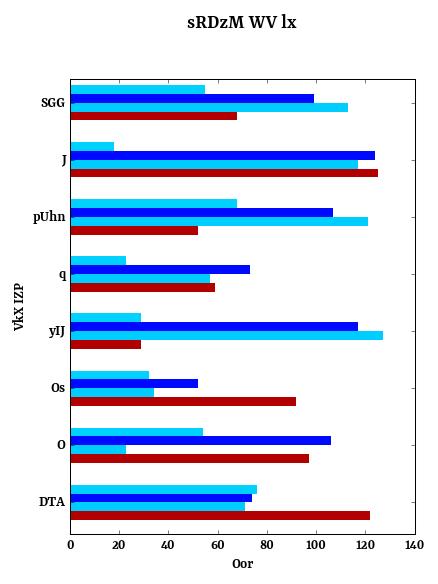 sRDzM WV lx
SGG
J
pUhn
q
yIJ
Os
O
DTA
VkX IZP
0 20 40 60 80 100 120 140
Oor